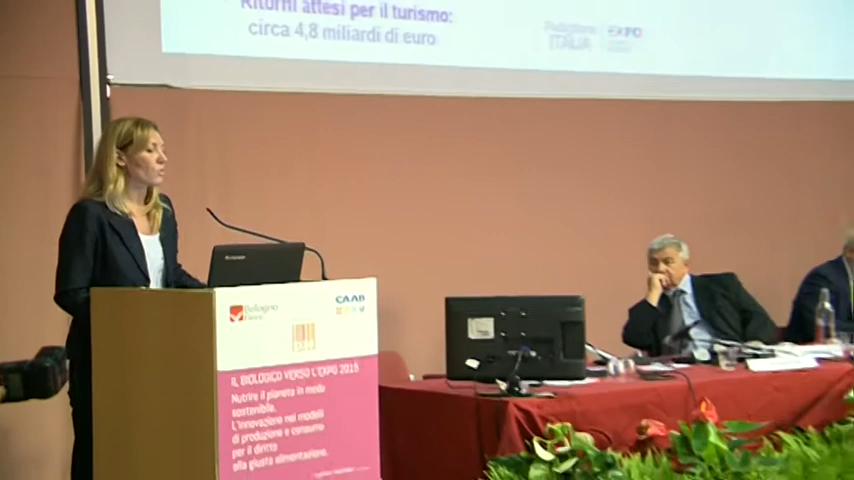 Ritorni attesi per il turismo:
circa 4,8 miliardi di euro
Padiglione
ITALIA
EXPO
CAAB
Bologna
Fiere
IL BIOLOGICO VERSO L'EXPO 2015
Nutrire il pianeta in modo
sostenibile.
L'innovazione nei modelli
di produzione e consumo
per il diritto
alla giusta alimentazione.